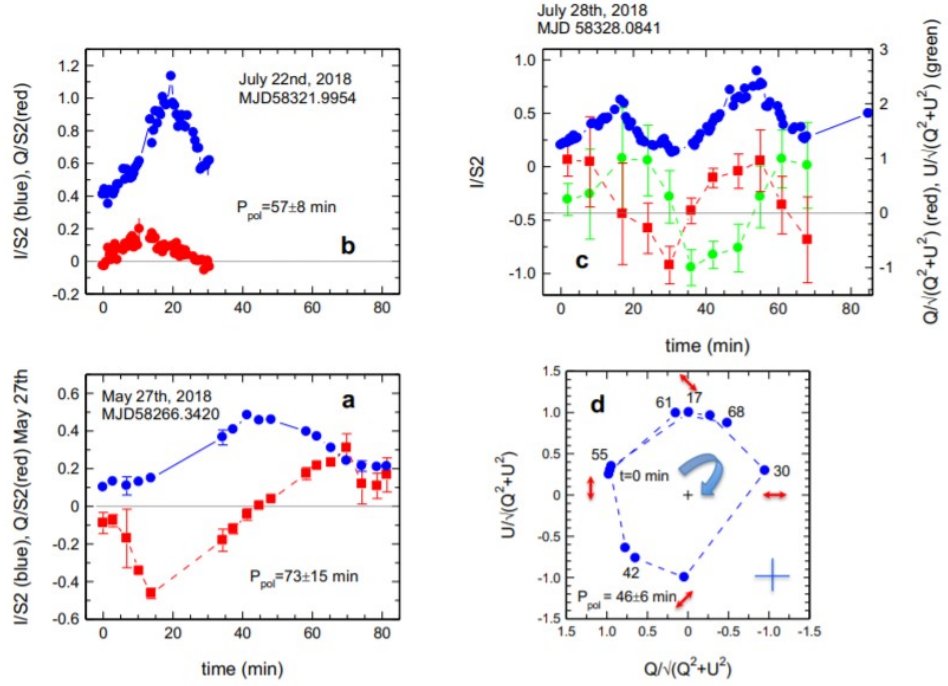 July 28th, 2018
MJD 58328.0841
I/S2 (blue), Q/S2(red)
1.2
1.0
0.8
0.6
0.4
0.2
0
-0.2
July 22nd, 2018
MJD58321.9954
P_pol=57±8 min
b
0 20 40 60 80
I/S2
1.0
0.5
0
-0.5
-1.0
c
3
2
1
0
-1
Q/√(Q²+U²) (red), U/√(Q²+U²) (green)
0 20 40 60 80
time (min)
I/S2 (blue), Q/S2(red) May 27th
0.6
0.4
0.2
0
-0.2
-0.4
-0.6
May 27th, 2018
MJD58266.3420
a
P_pol=73±15 min
0 20 40 60 80
time (min)
U/√(Q²+U²)
1.5
1.0
0.5
0
-0.5
-1.0
-1.5
d
61 17
68
55
t=0 min
30
42
P_pol = 46±6 min
1.5 1.0 0.5 0 -0.5 -1.0 -1.5
Q/√(Q²+U²)